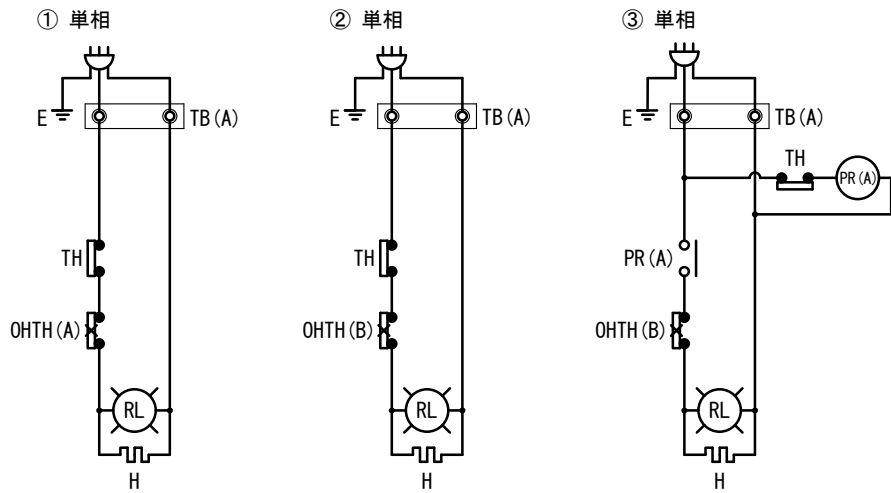 ① 単相
E
TB(A)
TH
OHTH(A)
RL
H
② 単相
E
TB(A)
TH
OHTH(B)
RL
H
③ 単相
E
TB(A)
TH
PR(A)
PR(A)
OHTH(B)
RL
H